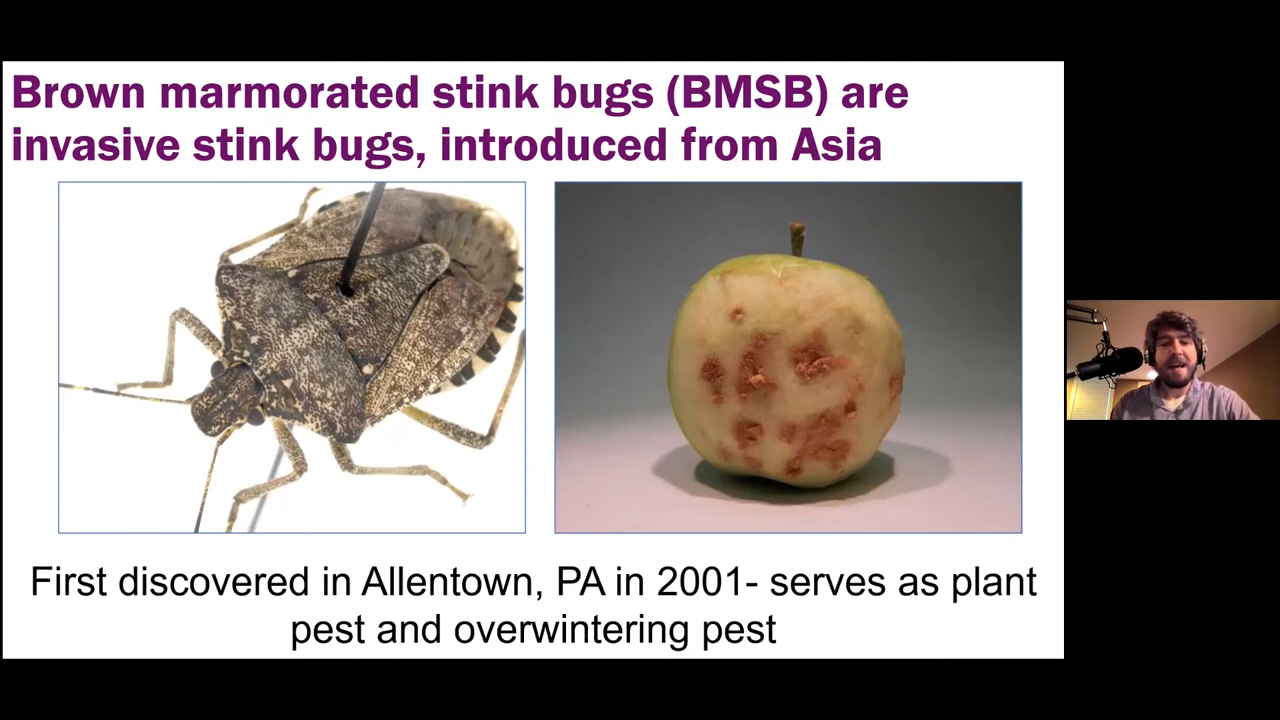 Brown marmorated stink bugs (BMSB) are
invasive stink bugs, introduced from Asia
First discovered in Allentown, PA in 2001- serves as plant
pest and overwintering pest